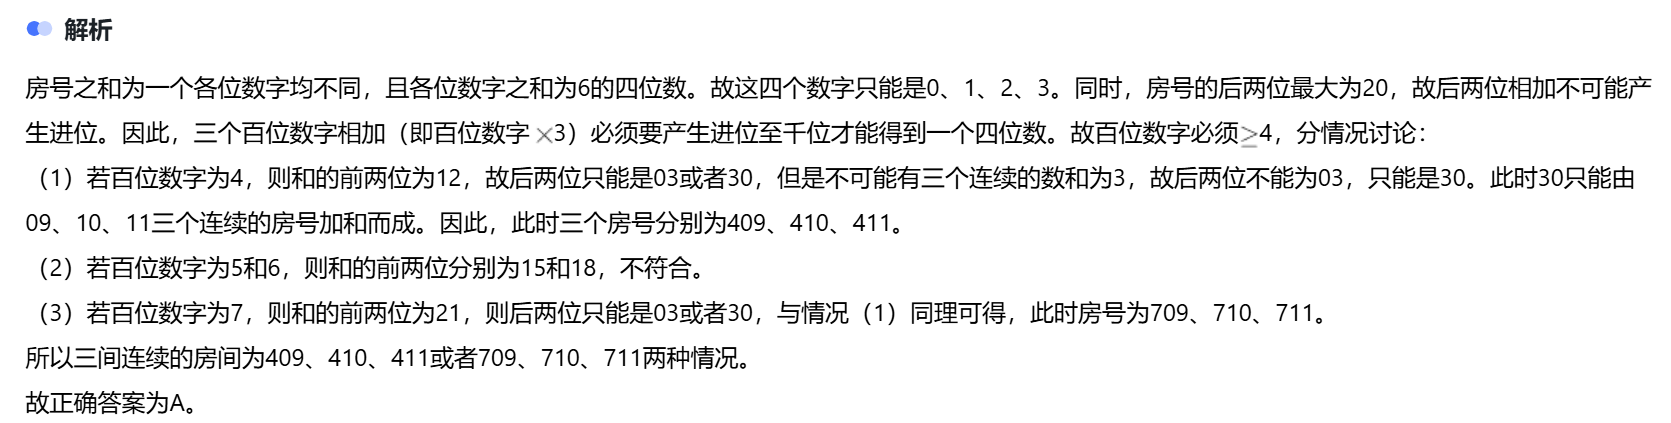 解析
房号之和为一个各位数字均不同，且各位数字之和为6的四位数。故这四个数字只能是0、1、2、3。同时，房号的后两位最大为20，故后两位相加不可能产
生进位。因此，三个百位数字相加（即百位数字×3）必须要产生进位至千位才能得到一个四位数。故百位数字必须≥4，分情况讨论：
（1）若百位数字为4，则和的前两位为12，故后两位只能是03或者30，但是不可能有三个连续的数和为3，故后两位不能为03，只能是30。此时30只能由
09、10、11三个连续的房号加和而成。因此，此时三个房号分别为409、410、411。
（2）若百位数字为5和6，则和的前两位分别为15和18，不符合。
（3）若百位数字为7，则和的前两位为21，则后两位只能是03或者30，与情况（1）同理可得，此时房号为709、710、711。
所以三间连续的房间为409、410、411或者709、710、711两种情况。
故正确答案为A。